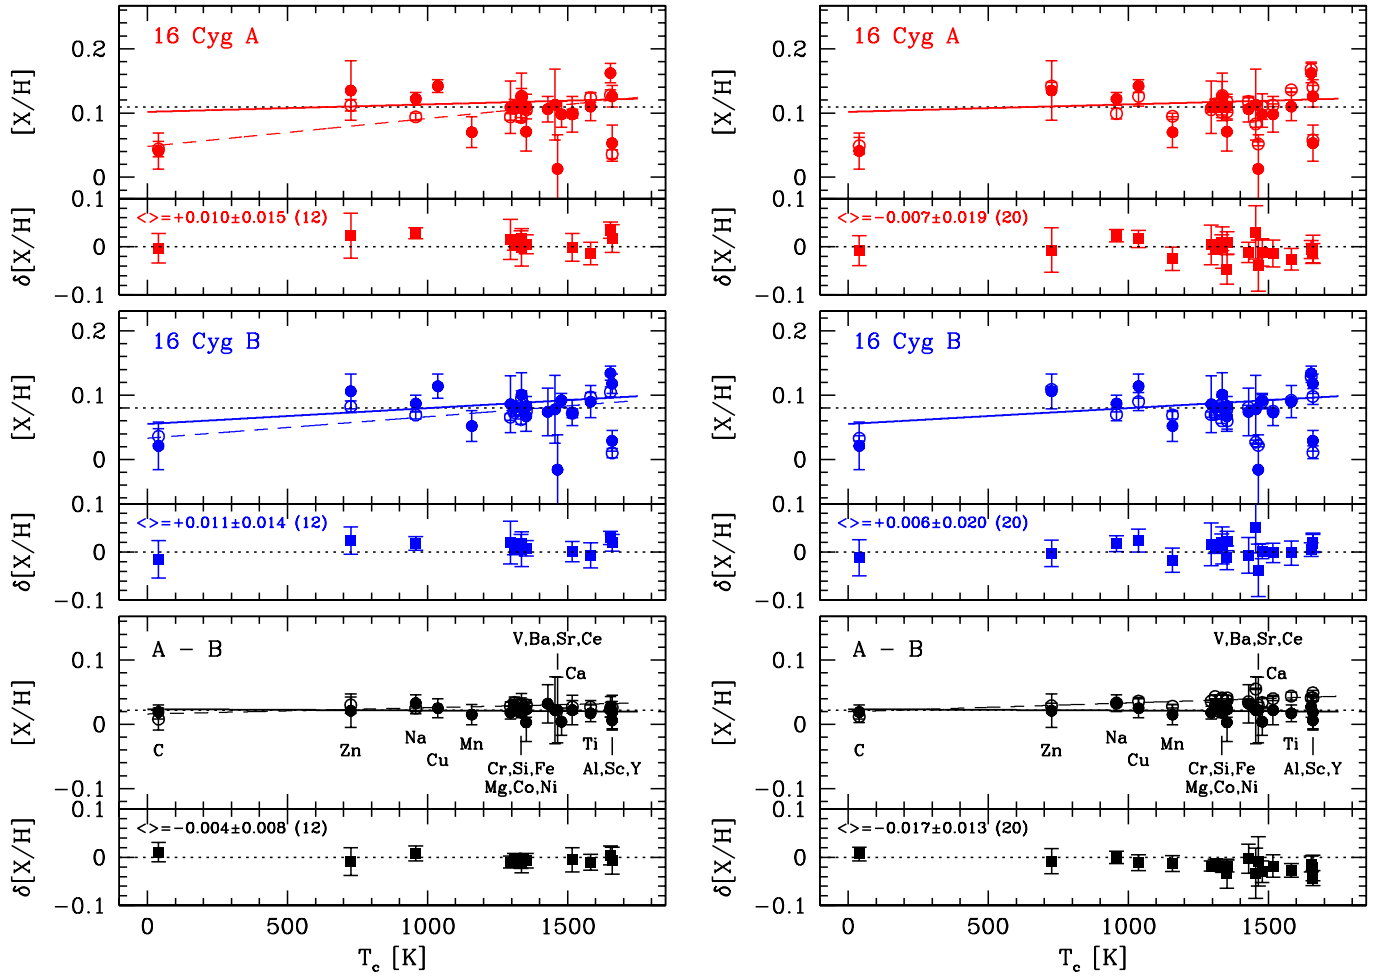 16 Cyg A
16 Cyg A
0.2
0.1
0
[X/H]
0.2
0.1
0
[X/H]
<>=+0.010±0.015 (12)
<>=−0.007±0.019 (20)
0.1
0
−0.1
δ[X/H]
0.1
0
−0.1
δ[X/H]
16 Cyg B
16 Cyg B
0.2
0.1
0
[X/H]
0.2
0.1
0
[X/H]
<>=+0.011±0.014 (12)
<>=+0.006±0.020 (20)
0.1
0
−0.1
δ[X/H]
0.1
0
−0.1
δ[X/H]
A − B
V,Ba,Sr,Ce
Ca
C
Zn
Na
Cu
Mn
Cr,Si,Fe
Mg,Co,Ni
Ti
Al,Sc,Y
0.1
0
−0.1
[X/H]
A − B
V,Ba,Sr,Ce
Ca
C
Zn
Na
Cu
Mn
Cr,Si,Fe
Mg,Co,Ni
Ti
Al,Sc,Y
0.1
0
−0.1
[X/H]
<>=−0.004±0.008 (12)
<>=−0.017±0.013 (20)
0.1
0
−0.1
δ[X/H]
0.1
0
−0.1
δ[X/H]
0 500 1000 1500
0 500 1000 1500
T_c [K]
T_c [K]